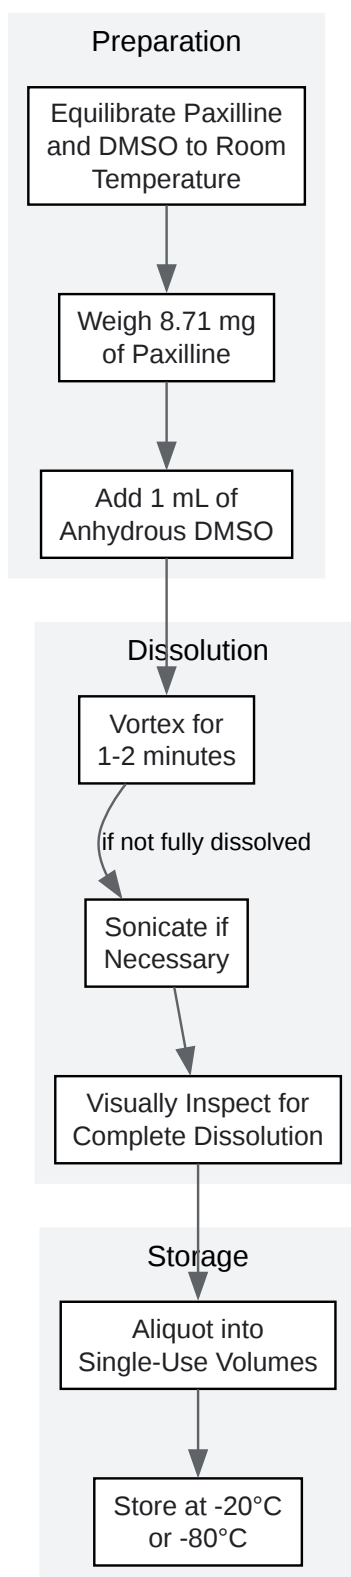 Preparation
Equilibrate Paxilline
and DMSO to Room
Temperature
Weigh 8.71 mg
of Paxilline
Add 1 mL of
Anhydrous DMSO
Dissolution
Vortex for
1-2 minutes
if not fully dissolved
Sonicate if
Necessary
Visually Inspect for
Complete Dissolution
Storage
Aliquot into
Single-Use Volumes
Store at -20°C
or -80°C